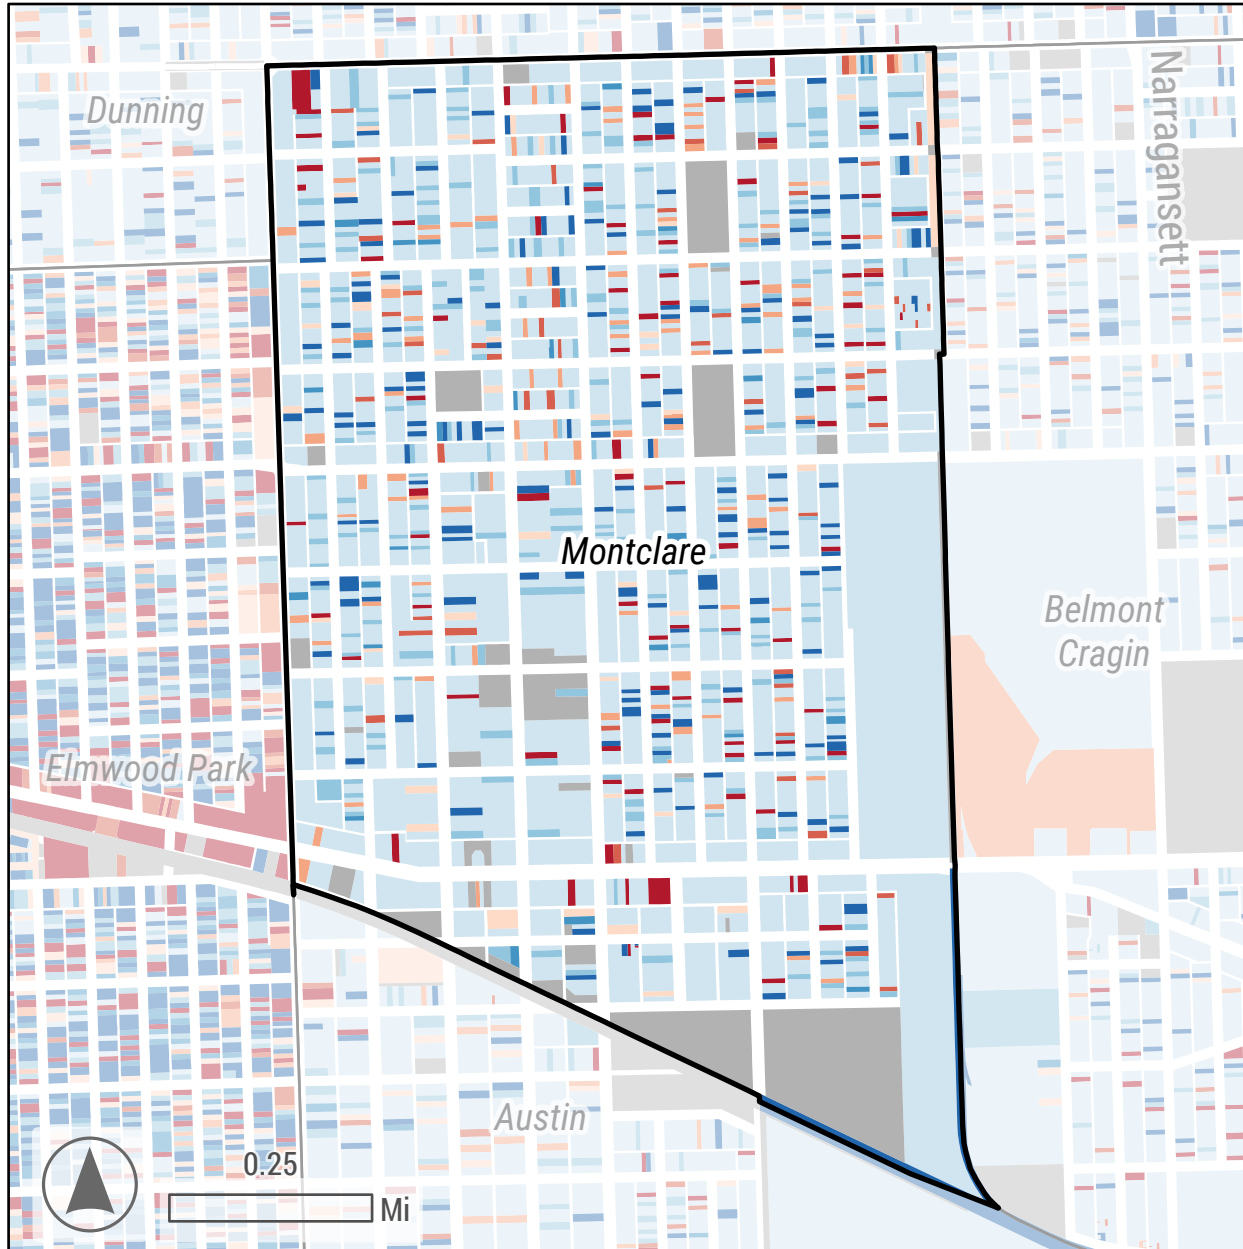 Dunning
Narragansett
Montclare
Belmont
Cragin
Elmwood Park
Austin
0.25
Mi